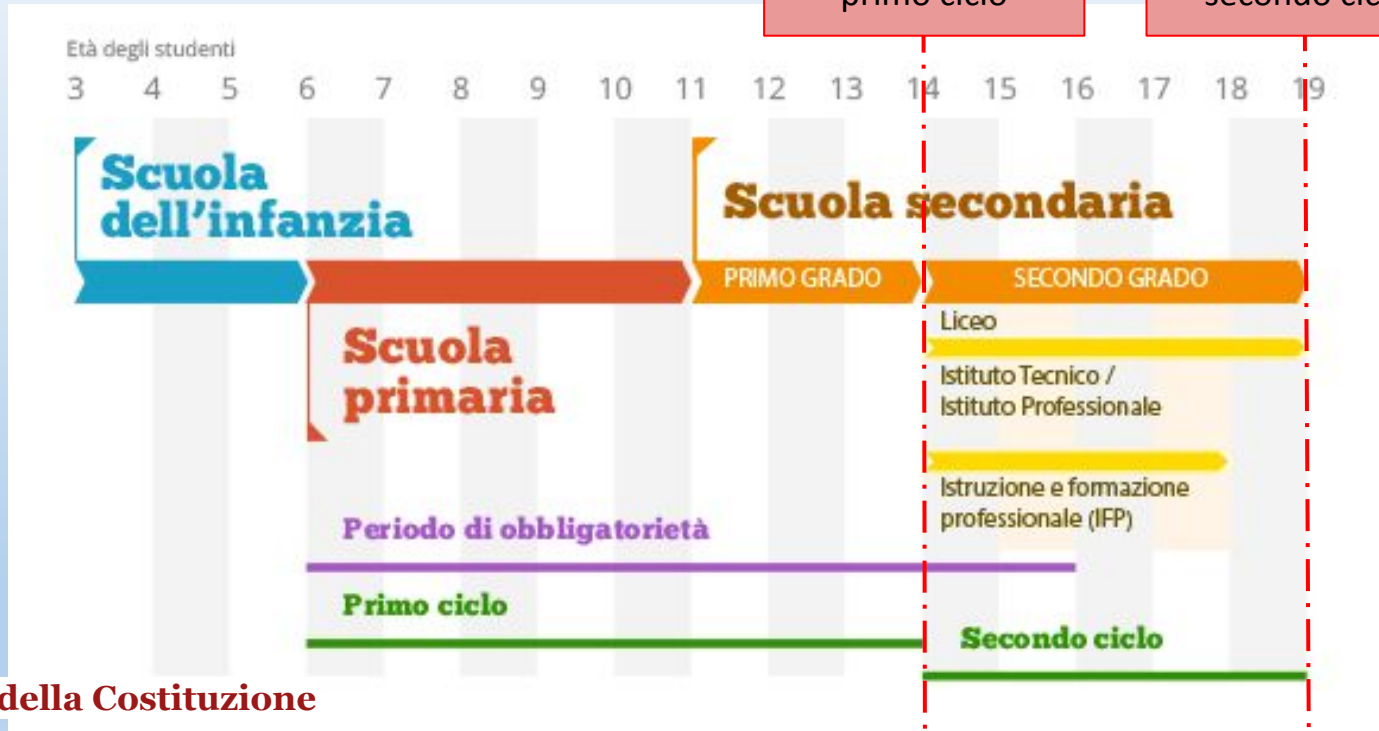 primo ciclo
Età degli studenti
3 4 5 6 7 8 9 10 11 12 13 14 15 16 17 18 19
Scuola
dell'infanzia
Scuola secondaria
PRIMO GRADO
SECONDO GRADO
Scuola
primaria
Liceo
Istituto Tecnico /
Istituto Professionale
Istruzione e formazione
professionale (IFP)
Periodo di obbligatorietà
Primo ciclo
Secondo ciclo
della Costituzione